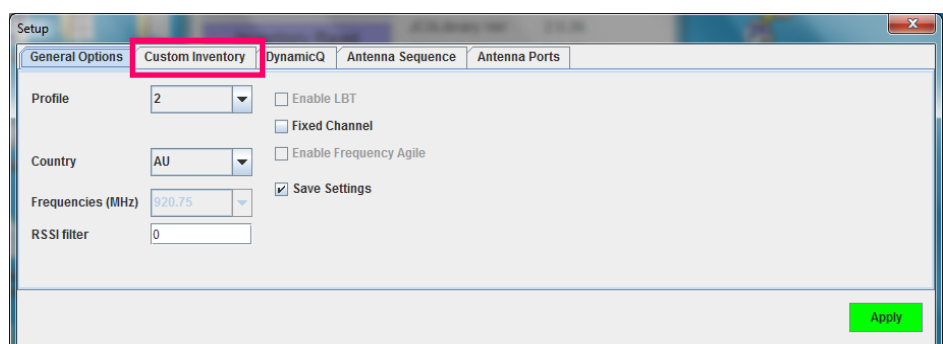 Setup
General Options Custom Inventory DynamicQ Antenna Sequence Antenna Ports
Profile 2 Enable LBT
Fixed Channel
Country AU Enable Frequency Agile
Save Settings
Frequencies (MHz) 920.75
RSSI filter 0
Apply